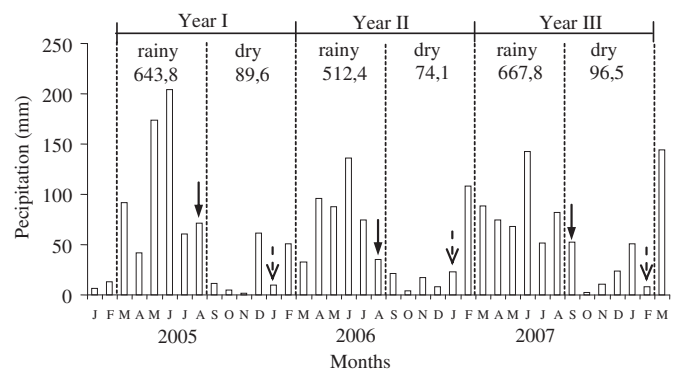 Year I Year II Year III
rainy dry rainy dry rainy dry
643,8 89,6 512,4 74,1 667,8 96,5
250
200
150
100
50
0
Pecipitation (mm)
J F M A M J J A S O N D J F M A M J J A S O N D J F M A M J J A S O N D J F M
2005 2006 2007
Months